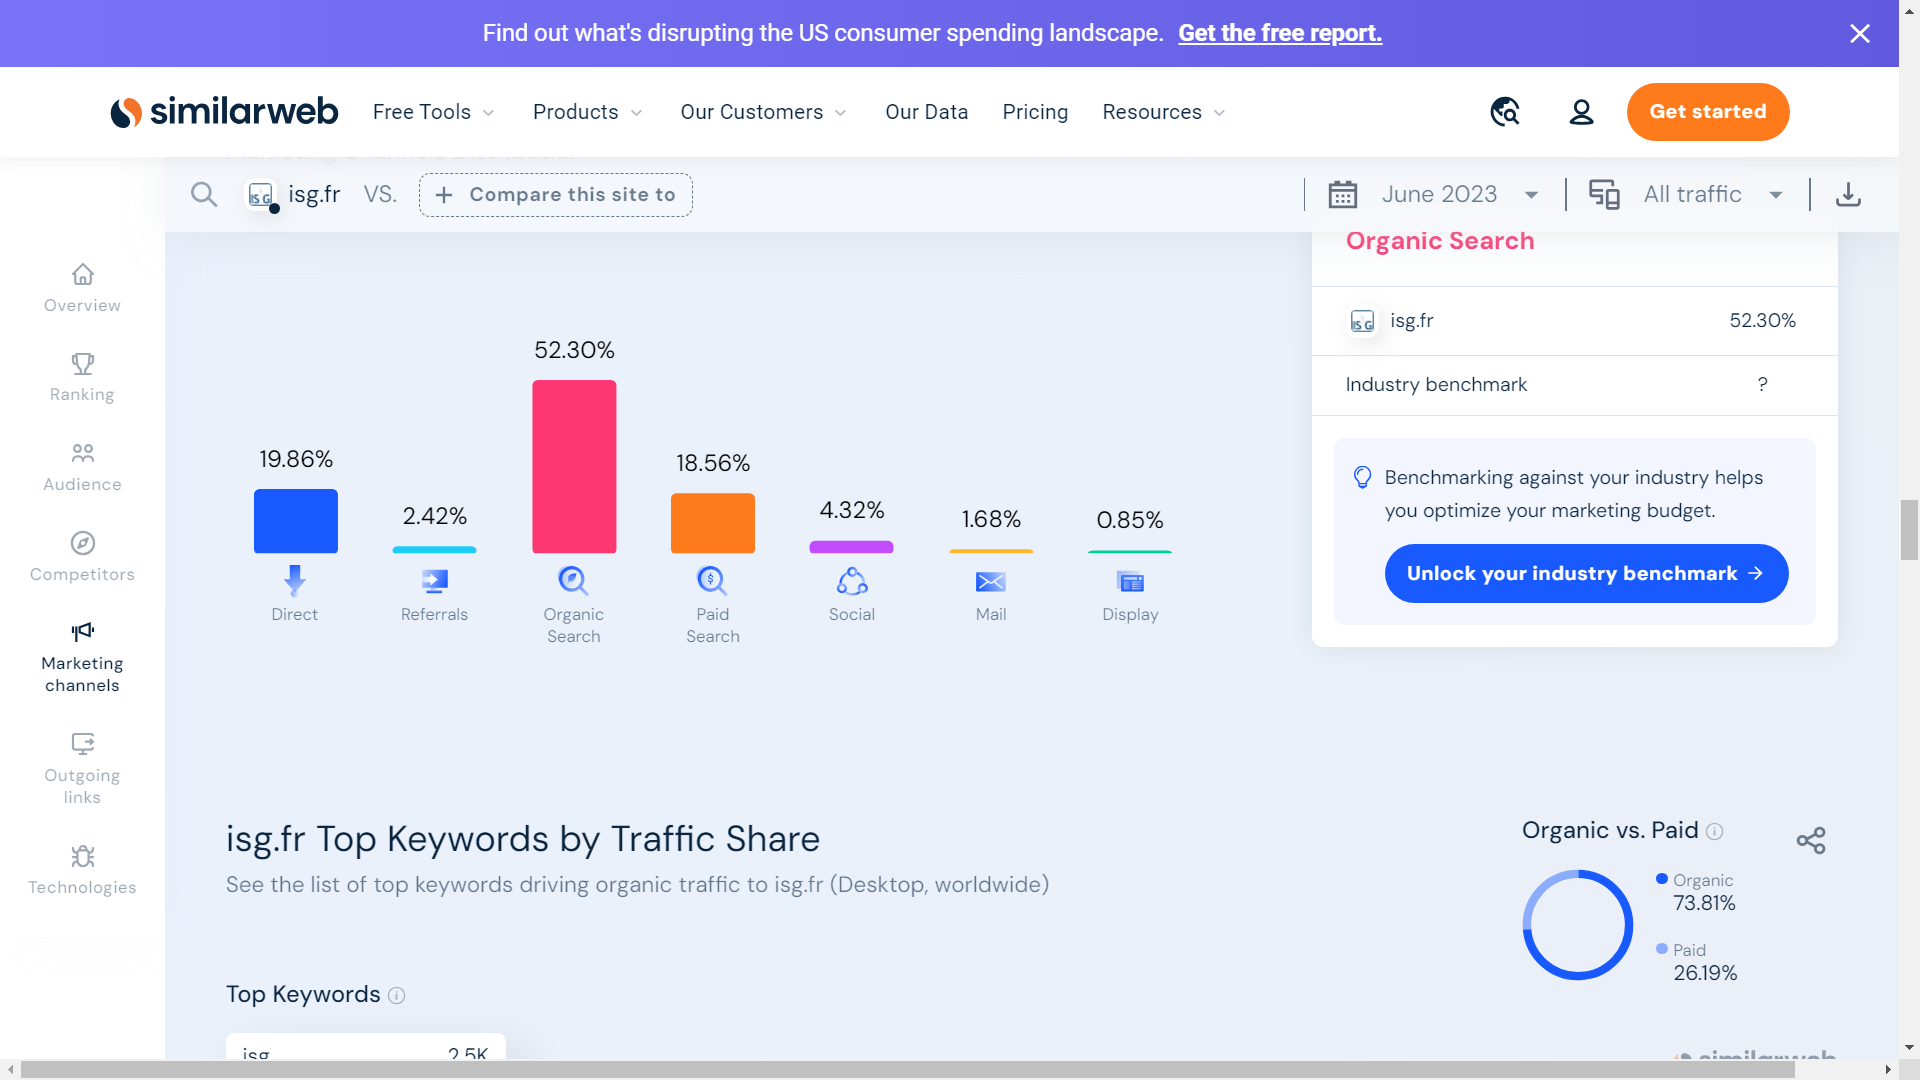 Find out what's disrupting the US consumer spending landscape. Get the free report.
similarweb
Free Tools
Products
Our Customers
Our Data
Pricing
Resources
Get started
isg.fr
VS.
Compare this site to
June 2023
All traffic
Overview
Ranking
Audience
Competitors
Marketing
channels
Outgoing
links
Technologies
52.30%
19.86%
18.56%
2.42%
4.32%
1.68%
0.85%
Direct
Referrals
Organic
Search
Paid
Search
Social
Mail
Display
Organic Search
isg.fr 52.30%
Industry benchmark ?
Benchmarking against your industry helps
you optimize your marketing budget.
Unlock your industry benchmark
isg.fr Top Keywords by Traffic Share
See the list of top keywords driving organic traffic to isg.fr (Desktop, worldwide)
Organic vs. Paid
Organic
73.81%
Paid
26.19%
Top Keywords
isg 2.5K
similarweb